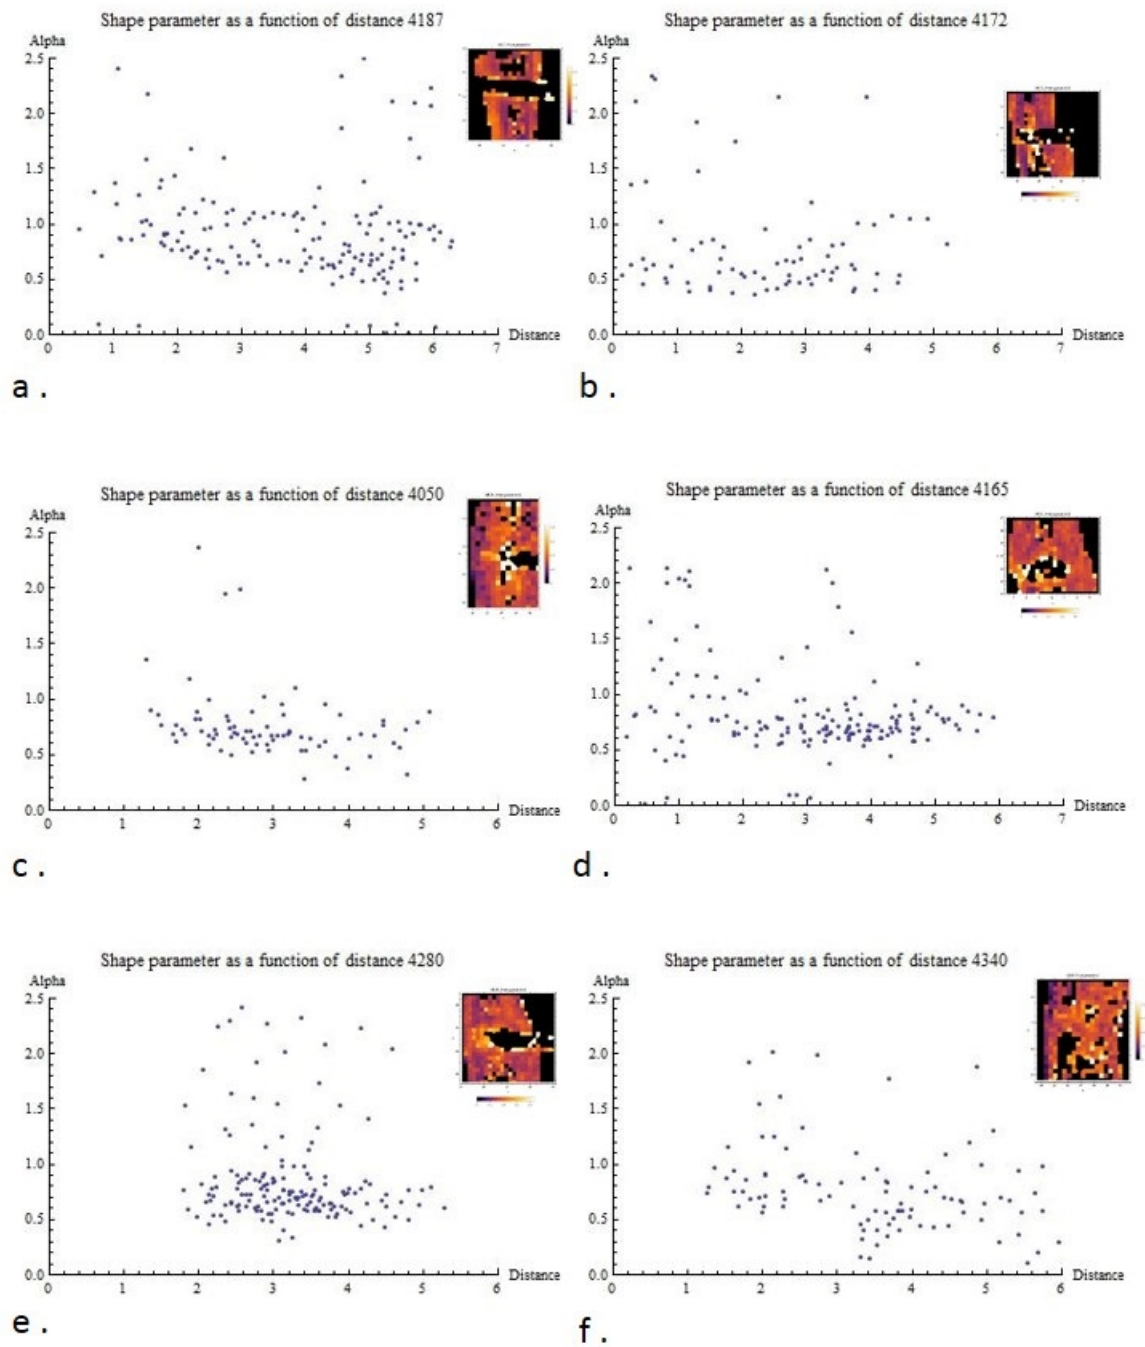 Shape parameter as a function of distance 4187
Alpha
2.5
2.0
1.5
1.0
0.5
0.0
0 1 2 3 4 5 6 7
Distance
a .
Shape parameter as a function of distance 4172
Alpha
2.5
2.0
1.5
1.0
0.5
0.0
0 1 2 3 4 5 6 7
Distance
b .
Shape parameter as a function of distance 4050
Alpha
2.5
2.0
1.5
1.0
0.5
0.0
0 1 2 3 4 5 6
Distance
c .
Shape parameter as a function of distance 4165
Alpha
2.5
2.0
1.5
1.0
0.5
0.0
0 1 2 3 4 5 6 7
Distance
d .
Shape parameter as a function of distance 4280
Alpha
2.5
2.0
1.5
1.0
0.5
0.0
0 1 2 3 4 5 6
Distance
e .
Shape parameter as a function of distance 4340
Alpha
2.5
2.0
1.5
1.0
0.5
0.0
0 1 2 3 4 5 6
Distance
f .